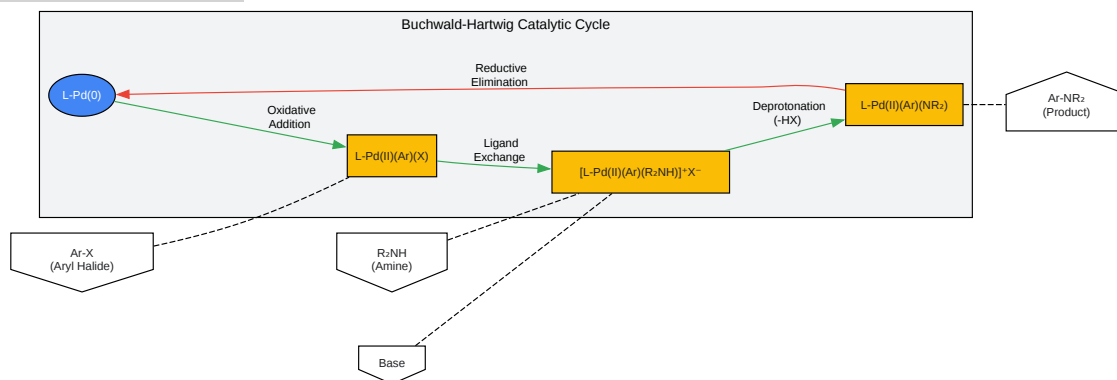 Buchwald-Hartwig Catalytic Cycle
Reductive
Elimination
L-Pd(0)
Oxidative
Addition
L-Pd(II)(Ar)(X)
Ligand
Exchange
[L-Pd(II)(Ar)(R₂NH)]⁺X⁻
Deprotonation
(-HX)
L-Pd(II)(Ar)(NR₂)
Ar-NR₂
(Product)
Ar-X
(Aryl Halide)
R₂NH
(Amine)
Base